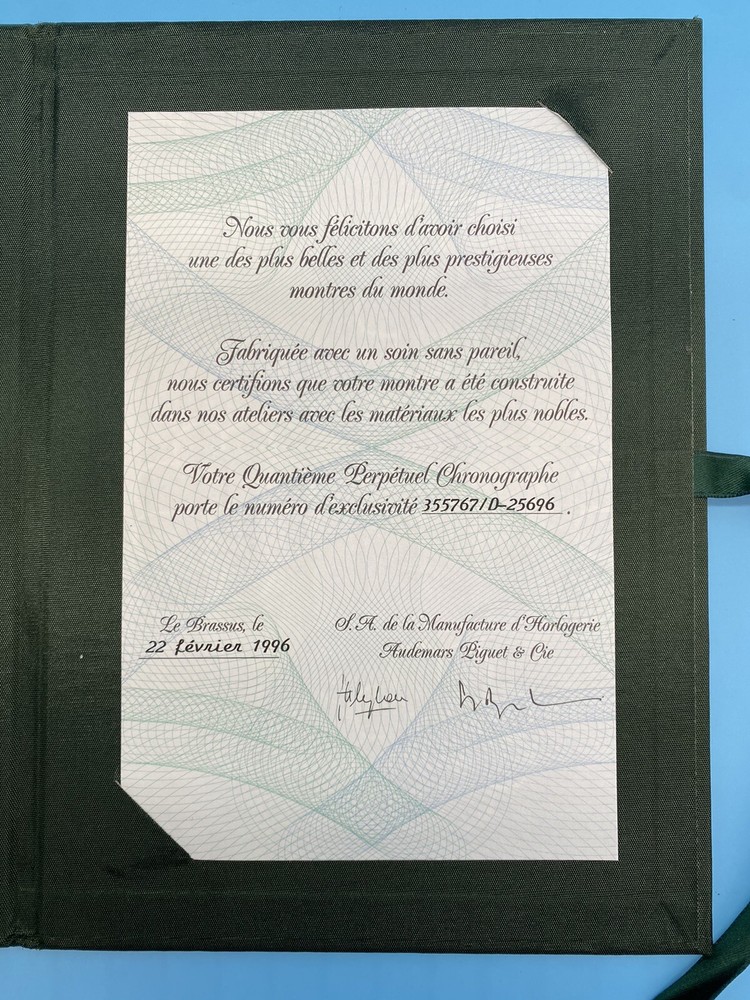 Nous vous félicitons d'avoir choisi
une des plus belles et des plus prestigieuses
montres du monde.
Fabriquée avec un soin sans pareil,
nous certifions que votre montre a été construite
dans nos ateliers avec les matériaux les plus nobles.
Votre Quantième Perpétuel Chronographe
porte le numéro d'exclusivité 355767/D-25696.
Le Brassus, le
22 février 1996
S.A. de la Manufacture d'Horlogerie
Audemars Piguet & Cie